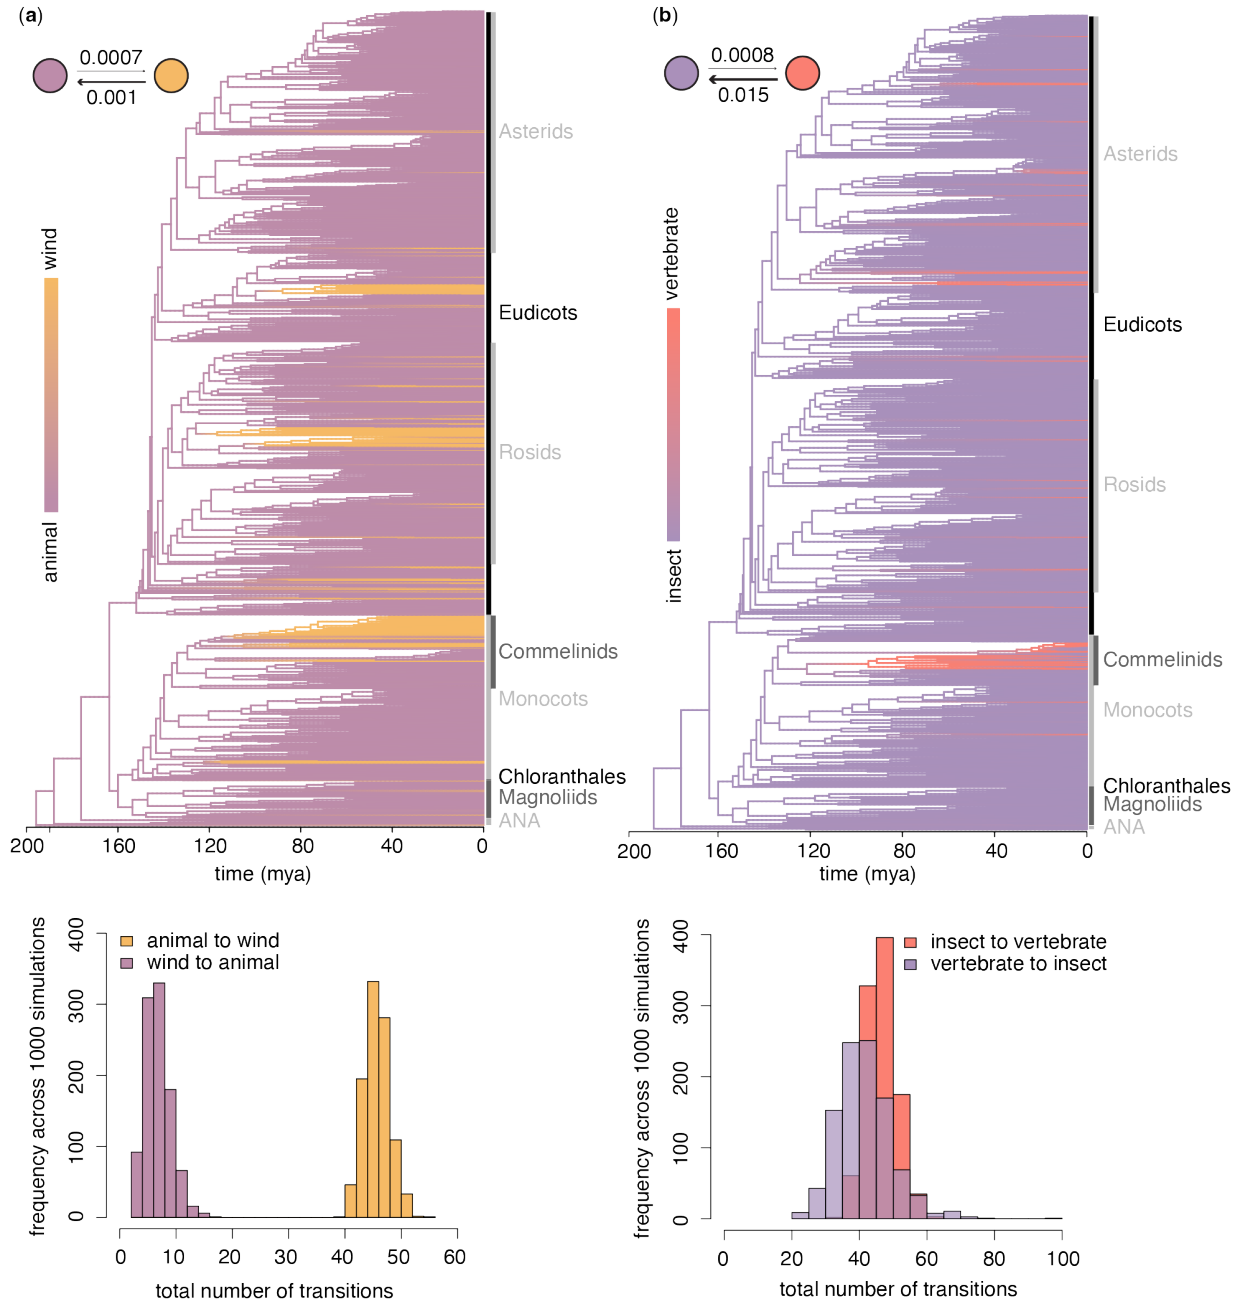 (a)
0.0007
0.001
wind
animal
Asterids
Eudicots
Rosids
Commelinids
Monocots
Chloranthales
Magnoliids
ANA
200 160 120 80 40 0
time (mya)
(b)
0.0008
0.015
vertebrate
insect
Asterids
Eudicots
Rosids
Commelinids
Monocots
Chloranthales
Magnoliids
ANA
200 160 120 80 40 0
time (mya)
frequency across 1000 simulations
400
300
200
100
0
animal to wind
wind to animal
0 10 20 30 40 50 60
total number of transitions
frequency across 1000 simulations
400
300
200
100
0
insect to vertebrate
vertebrate to insect
0 20 40 60 80 100
total number of transitions